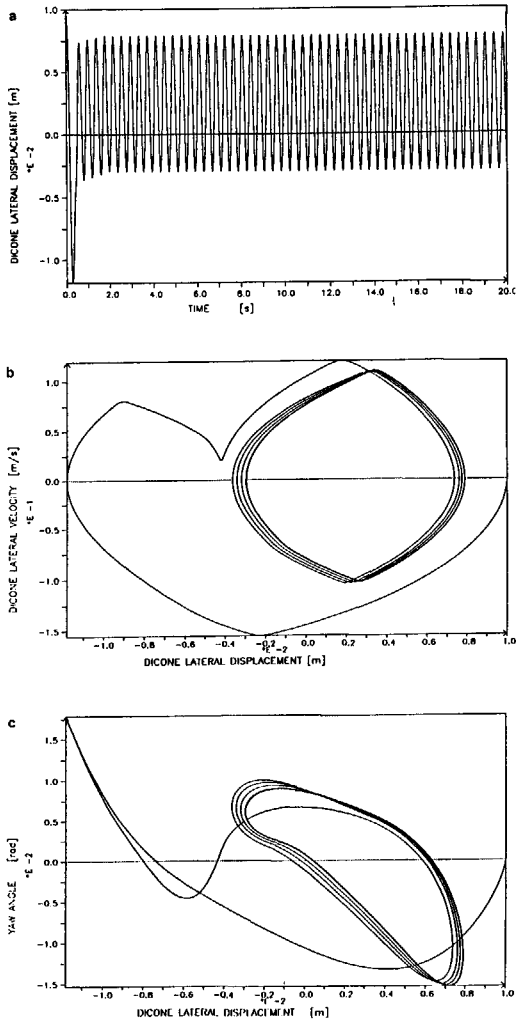 a
DICONE LATERAL DISPLACEMENT [m]
*E -2
1.0
0.5
0.0
-0.5
-1.0
0.0 2.0 4.0 6.0 8.0 10.0 12.0 14.0 16.0 18.0 20.0
TIME [s]
b
DICONE LATERAL VELOCITY [m/s]
*E -1
1.0
0.5
0.0
-0.5
-1.0
-1.5
-1.0 -0.8 -0.6 -0.4 -0.2 0.0 0.2 0.4 0.6 0.8 1.0
*E -2
DICONE LATERAL DISPLACEMENT [m]
c
YAW ANGLE [rad]
*E -2
1.5
1.0
0.5
0.0
-0.5
-1.0
-1.5
-1.0 -0.8 -0.6 -0.4 -0.2 0.0 0.2 0.4 0.6 0.8 1.0
*E -2
DICONE LATERAL DISPLACEMENT [m]